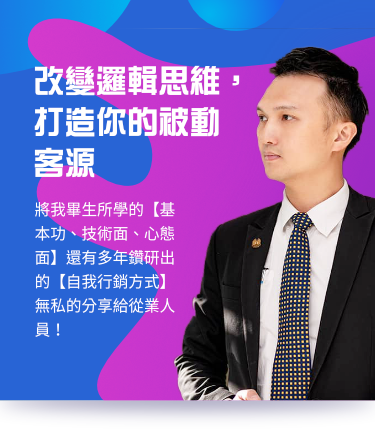 改變邏輯思維，
打造你的被動
客源
將我畢生所學的【基
本功、技術面、心態
面】還有多年鑽研出
的【自我行銷方式】
無私的分享給從業人
員！